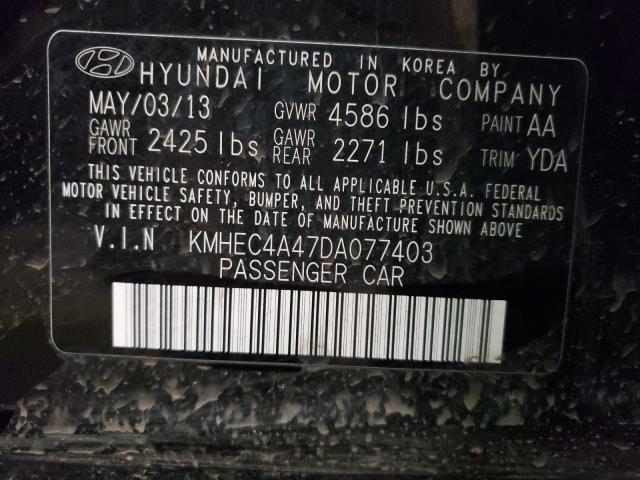 MANUFACTURED IN KOREA BY
HYUNDAI MOTOR COMPANY
MAY/03/13 GVWR 4586 lbs PAINT AA
GAWR FRONT 2425 lbs GAWR REAR 2271 lbs TRIM YDA
THIS VEHICLE CONFORMS TO ALL APPLICABLE U.S.A. FEDERAL
MOTOR VEHICLE SAFETY, BUMPER, AND THEFT PREVENTION STANDARDS
IN EFFECT ON THE DATE OF MANUFACTURE SHOWN ABOVE
V.I.N KMHEC4A47DA077403
PASSENGER CAR